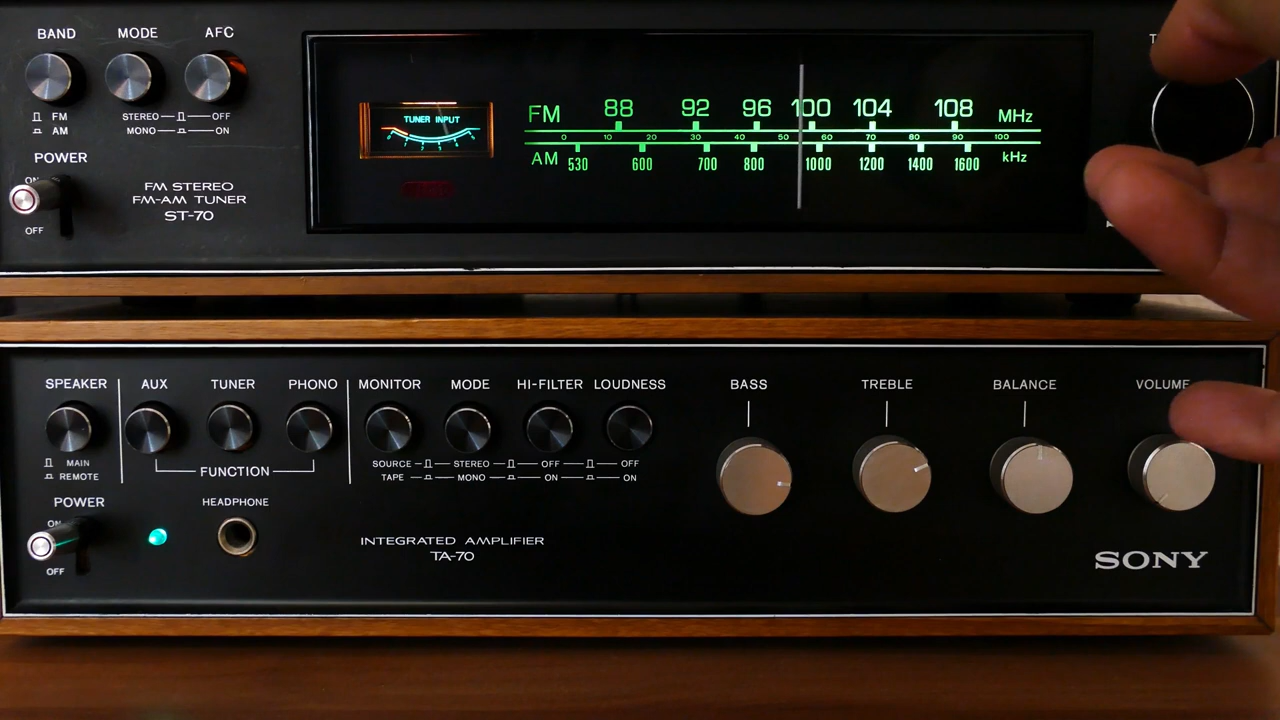 BAND MODE AFC
FM STEREO OFF
AM MONO ON
POWER
ON
OFF
FM STEREO
FM-AM TUNER
ST-70
TUNER INPUT
FM 88 92 96 100 104 108 MHz
0 10 20 30 40 50 60 70 80 90 100
AM 530 600 700 800 1000 1200 1400 1600 kHz
SPEAKER AUX TUNER PHONO MONITOR MODE HI-FILTER LOUDNESS BASS TREBLE BALANCE VOLUME
MAIN FUNCTION SOURCE STEREO OFF OFF
REMOTE TAPE MONO ON ON
POWER HEADPHONE
ON
OFF
INTEGRATED AMPLIFIER
TA-70
SONY